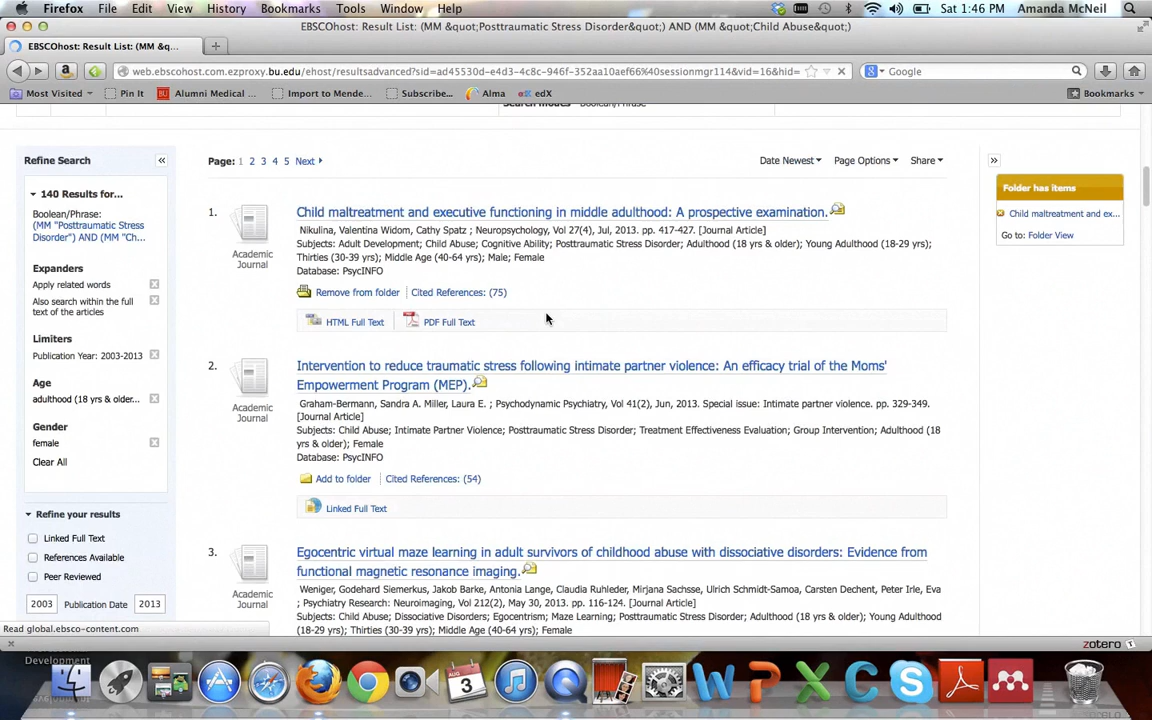 Firefox File Edit View History Bookmarks Tools Window Help Sat 1:46 PM Amanda McNeil
EBSCOhost: Result List: (MM &quot;Posttraumatic Stress Disorder&quot;) AND (MM &quot;Child Abuse&quot;)
EBSCOhost: Result List: (MM &q...
web.ebscohost.com.ezproxy.bu.edu/ehost/resultsadvanced?sid=ad45530d-e4d3-4c8c-946f-352aa10aef66%40sessionmgr114&vid=16&hid= Google
Most Visited Pin It Alumni Medical ... Import to Mende... Subscribe... Alma edX Bookmarks
Search modes Boolean/Phrase
Refine Search
140 Results for...
Boolean/Phrase:
(MM "Posttraumatic Stress
Disorder") AND (MM "Ch...
Expanders
Apply related words
Also search within the full
text of the articles
Limiters
Publication Year: 2003-2013
Age
adulthood (18 yrs & older...
Gender
female
Clear All
Refine your results
Linked Full Text
References Available
Peer Reviewed
2003 Publication Date 2013
Page: 1 2 3 4 5 Next
Date Newest Page Options Share
1. Child maltreatment and executive functioning in middle adulthood: A prospective examination.
Nikulina, Valentina Widom, Cathy Spatz ; Neuropsychology, Vol 27(4), Jul, 2013. pp. 417-427. [Journal Article]
Subjects: Adult Development; Child Abuse; Cognitive Ability; Posttraumatic Stress Disorder; Adulthood (18 yrs & older); Young Adulthood (18-29 yrs);
Thirties (30-39 yrs); Middle Age (40-64 yrs); Male; Female
Database: PsycINFO
Academic
Journal
Remove from folder Cited References: (75)
HTML Full Text PDF Full Text
2. Intervention to reduce traumatic stress following intimate partner violence: An efficacy trial of the Moms'
Empowerment Program (MEP).
Graham-Bermann, Sandra A. Miller, Laura E. ; Psychodynamic Psychiatry, Vol 41(2), Jun, 2013. Special issue: Intimate partner violence. pp. 329-349.
[Journal Article]
Subjects: Child Abuse; Intimate Partner Violence; Posttraumatic Stress Disorder; Treatment Effectiveness Evaluation; Group Intervention; Adulthood (18
yrs & older); Female
Database: PsycINFO
Academic
Journal
Add to folder Cited References: (54)
Linked Full Text
3. Egocentric virtual maze learning in adult survivors of childhood abuse with dissociative disorders: Evidence from
functional magnetic resonance imaging.
Weniger, Godehard Siemerkus, Jakob Barke, Antonia Lange, Claudia Ruhleder, Mirjana Sachsse, Ulrich Schmidt-Samoa, Carsten Dechent, Peter Irle, Eva
; Psychiatry Research: Neuroimaging, Vol 212(2), May 30, 2013. pp. 116-124. [Journal Article]
Subjects: Child Abuse; Dissociative Disorders; Egocentrism; Maze Learning; Posttraumatic Stress Disorder; Adulthood (18 yrs & older); Young Adulthood
(18-29 yrs); Thirties (30-39 yrs); Middle Age (40-64 yrs); Female
Academic
Journal
Folder has items
Child maltreatment and ex...
Go to: Folder View
Read global.ebsco-content.com
zotero
Development
AUG
3